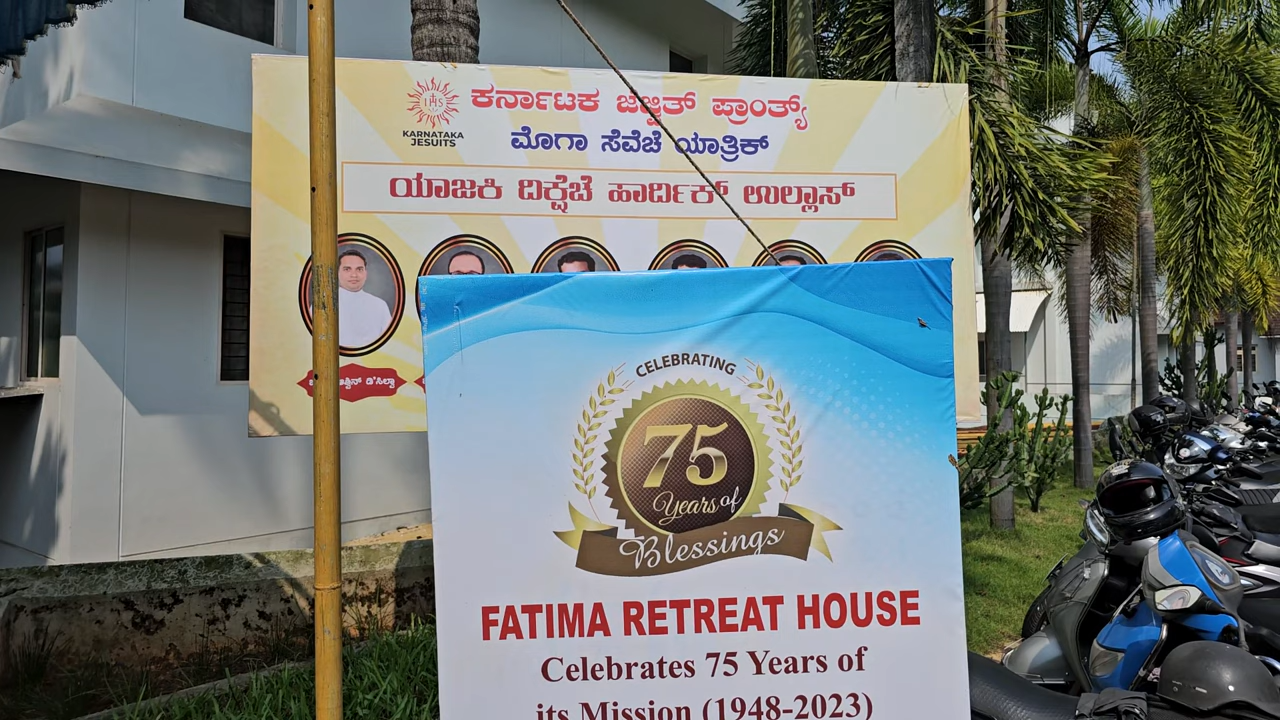 IHS
KARNATAKA
JESUITS
ಕರ್ನಾಟಕ ಜೆಜ್ವಿತ್ ಪ್ರಾಂತ್ಯ್
ಮೊಗಾ ಸೆವೆಚೆ ಯಾತ್ರಿಕ್
ಯಾಜಕಿ ದಿಕ್ಷೆಚೆ ಹಾರ್ದಿಕ್ ಉಲ್ಲಾಸ್
ಡಿ'ಸಿಲ್ವಾ
CELEBRATING
75
Years of
Blessings
FATIMA RETREAT HOUSE
Celebrates 75 Years of
its Mission (1948-2023)